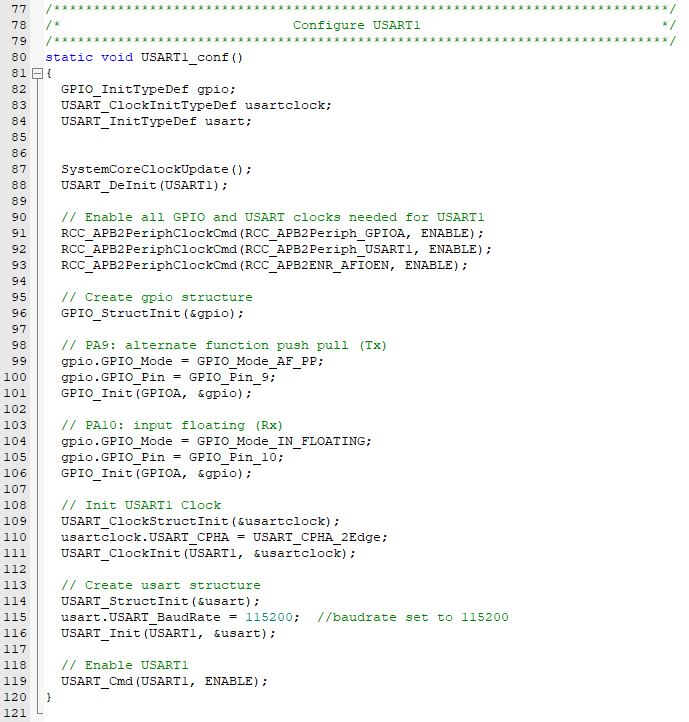 77 /******************************************************************************/
78 /*                             Configure USART1                               */
79 /******************************************************************************/
80 static void USART1_conf()
81 {
82   GPIO_InitTypeDef gpio;
83   USART_ClockInitTypeDef usartclock;
84   USART_InitTypeDef usart;
85
86
87   SystemCoreClockUpdate();
88   USART_DeInit(USART1);
89
90   // Enable all GPIO and USART clocks needed for USART1
91   RCC_APB2PeriphClockCmd(RCC_APB2Periph_GPIOA, ENABLE);
92   RCC_APB2PeriphClockCmd(RCC_APB2Periph_USART1, ENABLE);
93   RCC_APB2PeriphClockCmd(RCC_APB2ENR_AFIOEN, ENABLE);
94
95   // Create gpio structure
96   GPIO_StructInit(&gpio);
97
98   // PA9: alternate function push pull (Tx)
99   gpio.GPIO_Mode = GPIO_Mode_AF_PP;
100   gpio.GPIO_Pin = GPIO_Pin_9;
101   GPIO_Init(GPIOA, &gpio);
102
103   // PA10: input floating (Rx)
104   gpio.GPIO_Mode = GPIO_Mode_IN_FLOATING;
105   gpio.GPIO_Pin = GPIO_Pin_10;
106   GPIO_Init(GPIOA, &gpio);
107
108   // Init USART1 Clock
109   USART_ClockStructInit(&usartclock);
110   usartclock.USART_CPHA = USART_CPHA_2Edge;
111   USART_ClockInit(USART1, &usartclock);
112
113   // Create usart structure
114   USART_StructInit(&usart);
115   usart.USART_BaudRate = 115200;  //baudrate set to 115200
116   USART_Init(USART1, &usart);
117
118   // Enable USART1
119   USART_Cmd(USART1, ENABLE);
120 }
121